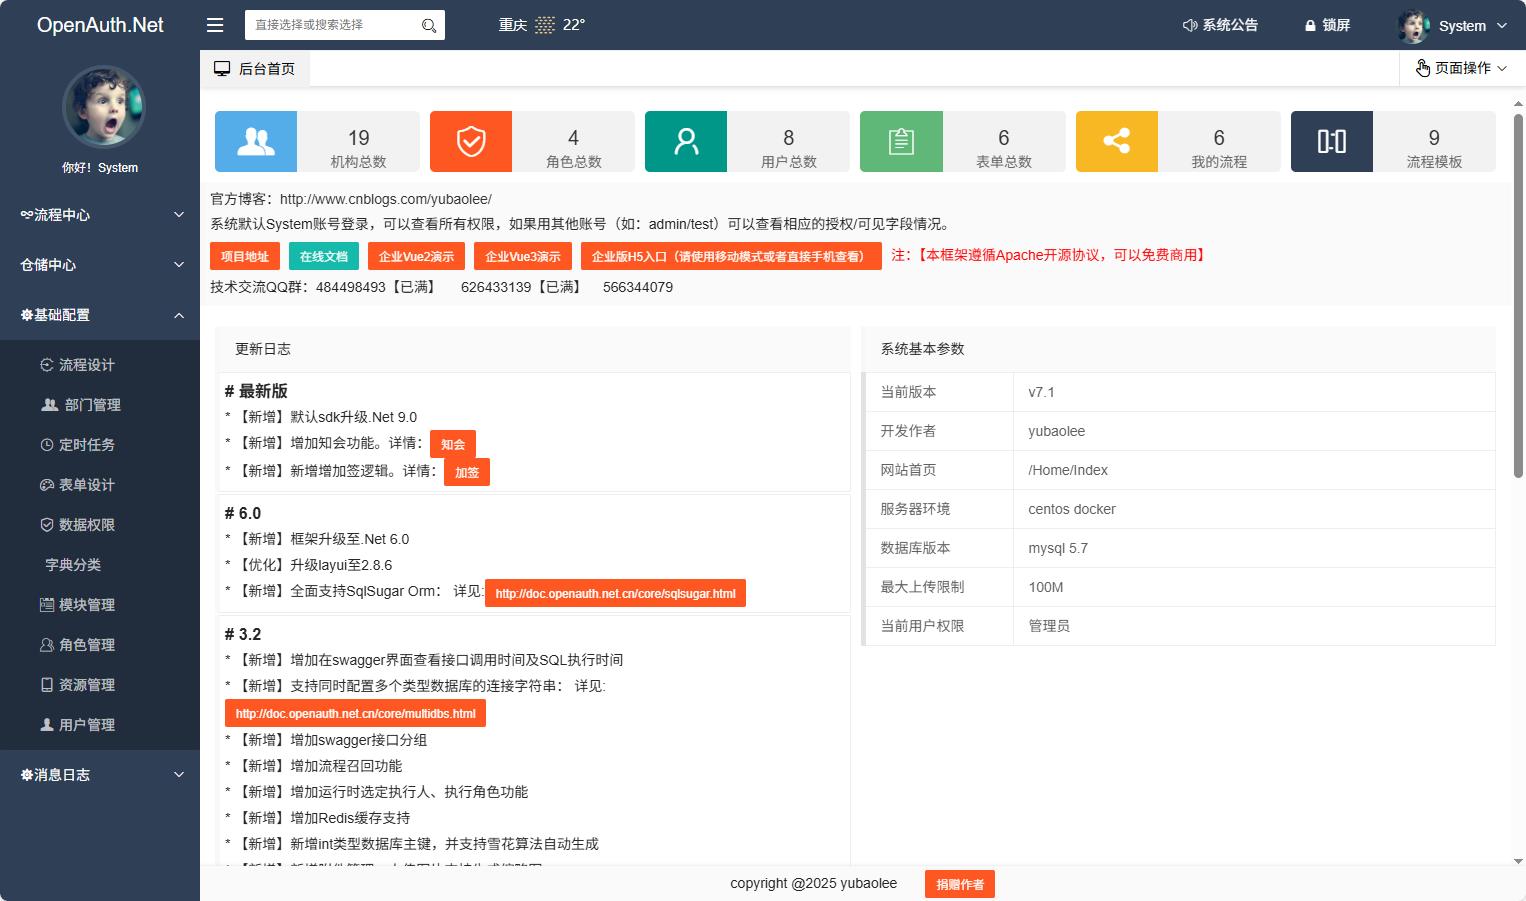 OpenAuth.Net
直接选择或搜索选择
重庆 22°
系统公告
锁屏
System
你好！System
流程中心
仓储中心
基础配置
流程设计
部门管理
定时任务
表单设计
数据权限
字典分类
模块管理
角色管理
资源管理
用户管理
消息日志
后台首页
页面操作
19
机构总数
4
角色总数
8
用户总数
6
表单总数
6
我的流程
9
流程模板
官方博客：http://www.cnblogs.com/yubaolee/
系统默认System账号登录，可以查看所有权限，如果用其他账号（如：admin/test）可以查看相应的授权/可见字段情况。
项目地址 在线文档 企业Vue2演示 企业Vue3演示 企业版H5入口（请使用移动模式或者直接手机查看） 注：【本框架遵循Apache开源协议，可以免费商用】
技术交流QQ群：484498493【已满】 626433139【已满】 566344079
更新日志
# 最新版
* 【新增】默认sdk升级.Net 9.0
* 【新增】增加知会功能。详情： 知会
* 【新增】新增增加签逻辑。详情： 加签
# 6.0
* 【新增】框架升级至.Net 6.0
* 【优化】升级layui至2.8.6
* 【新增】全面支持SqlSugar Orm： 详见: http://doc.openauth.net.cn/core/sqlsugar.html
# 3.2
* 【新增】增加在swagger界面查看接口调用时间及SQL执行时间
* 【新增】支持同时配置多个类型数据库的连接字符串： 详见:
http://doc.openauth.net.cn/core/multidbs.html
* 【新增】增加swagger接口分组
* 【新增】增加流程召回功能
* 【新增】增加运行时选定执行人、执行角色功能
* 【新增】增加Redis缓存支持
* 【新增】新增int类型数据库主键，并支持雪花算法自动生成
系统基本参数
当前版本 v7.1
开发作者 yubaolee
网站首页 /Home/Index
服务器环境 centos docker
数据库版本 mysql 5.7
最大上传限制 100M
当前用户权限 管理员
copyright @2025 yubaolee
捐赠作者